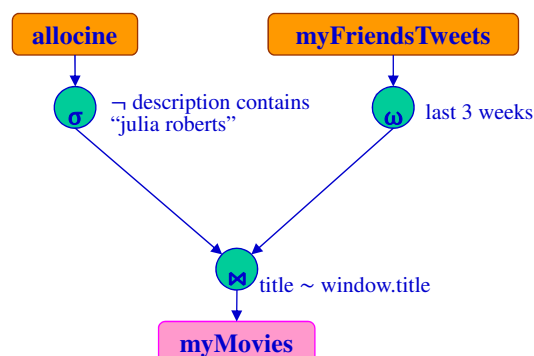 allocine
myFriendsTweets
σ
¬ description contains
“julia roberts”
ω
last 3 weeks
⋈
title ~ window.title
myMovies